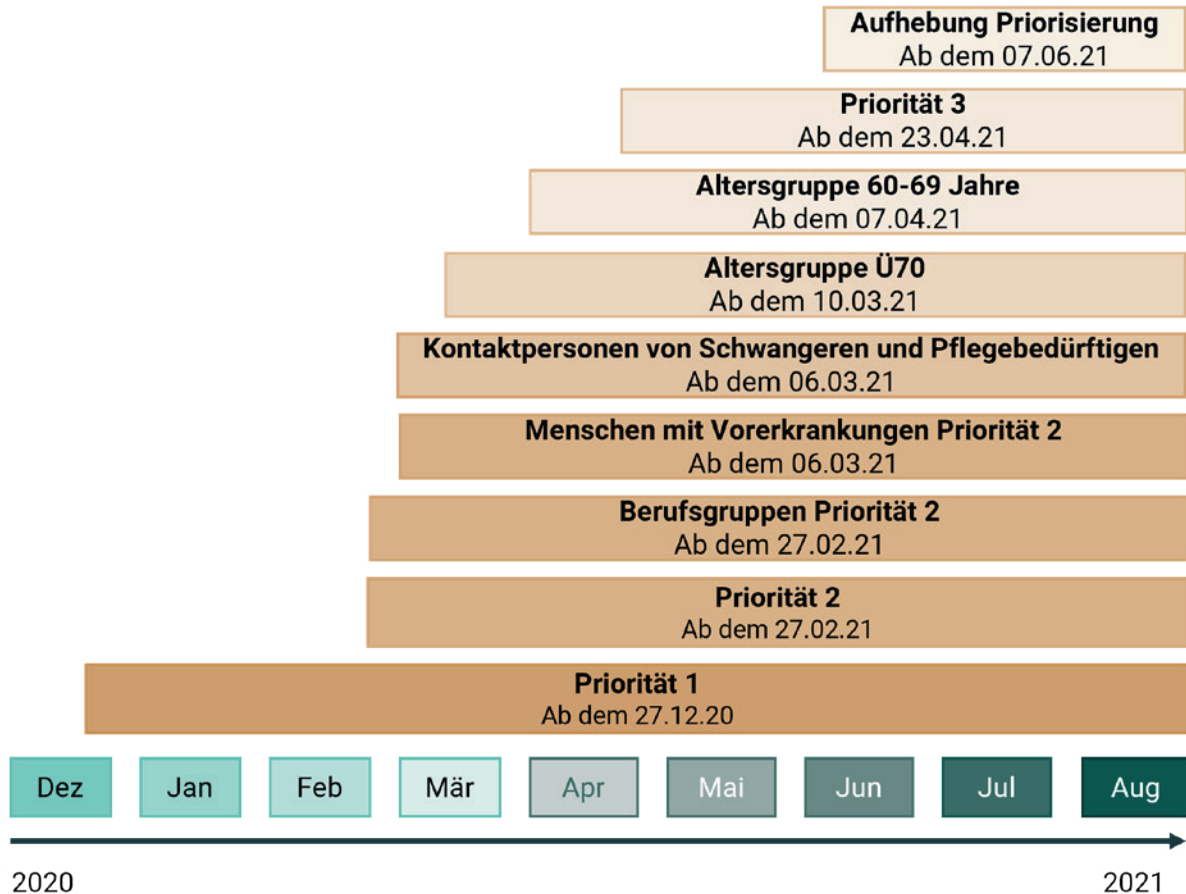 Aufhebung Priorisierung
Ab dem 07.06.21
Priorität 3
Ab dem 23.04.21
Altersgruppe 60-69 Jahre
Ab dem 07.04.21
Altersgruppe Ü70
Ab dem 10.03.21
Kontaktpersonen von Schwangeren und Pflegebedürftigen
Ab dem 06.03.21
Menschen mit Vorerkrankungen Priorität 2
Ab dem 06.03.21
Berufsgruppen Priorität 2
Ab dem 27.02.21
Priorität 2
Ab dem 27.02.21
Priorität 1
Ab dem 27.12.20
Dez Jan Feb Mär Apr Mai Jun Jul Aug
2020 2021